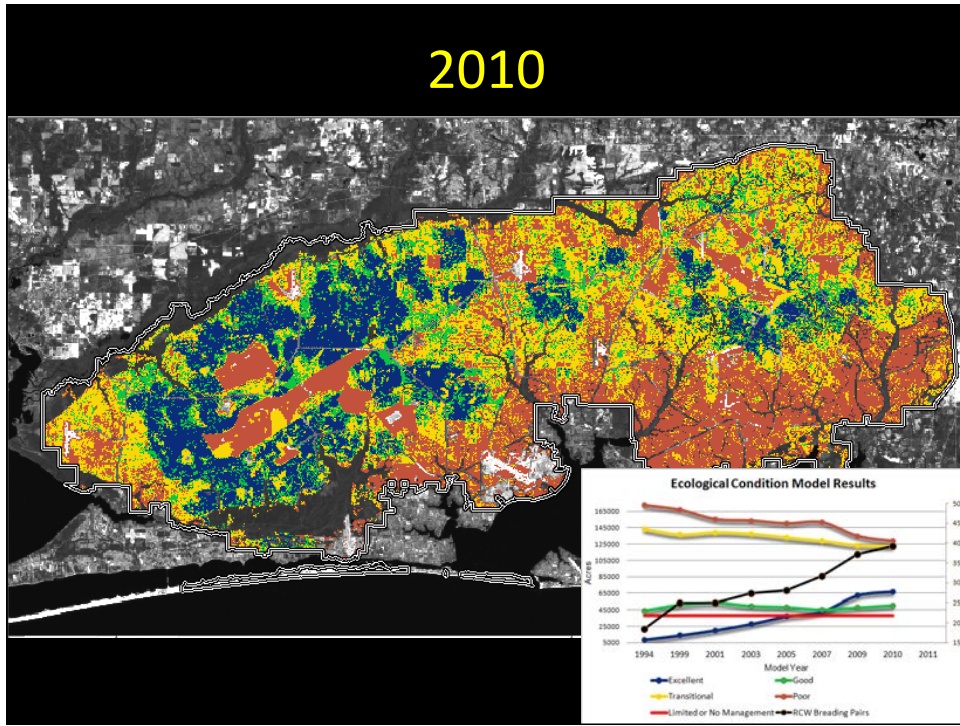 2010
Ecological Condition Model Results
165000
145000
125000
105000
85000
65000
45000
25000
5000
Acres
1994 1999 2001 2003 2005 2007 2009 2010 2011
Model Year
Excellent Good
Transitional Poor
Limited or No Management RCW Breading Pairs